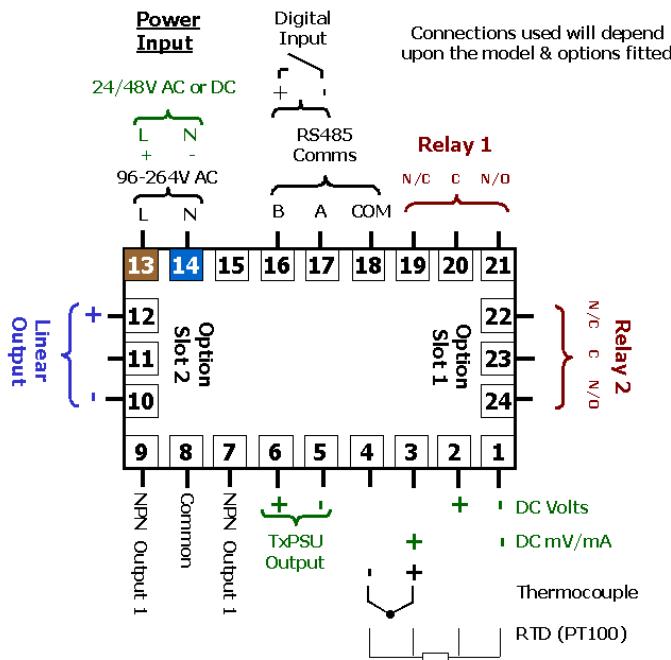 Power
Input
Digital
Input
Connections used will depend
upon the model & options fitted
24/48V AC or DC
+ -
L N
+ -
RS485
Comms
Relay 1
96-264V AC
N/C C N/O
L N
B A COM
13 14 15 16 17 18 19 20 21
Linear
Output
+
-
12
11
10
Option
Slot 2
Option
Slot 1
22
23
24
N/C
C
N/O
Relay 2
9 8 7 6 5 4 3 2 1
NPN Output 1
Common
NPN Output 1
+ -
TxPSU
Output
+ - DC Volts
+ - DC mV/mA
- + Thermocouple
RTD (PT100)